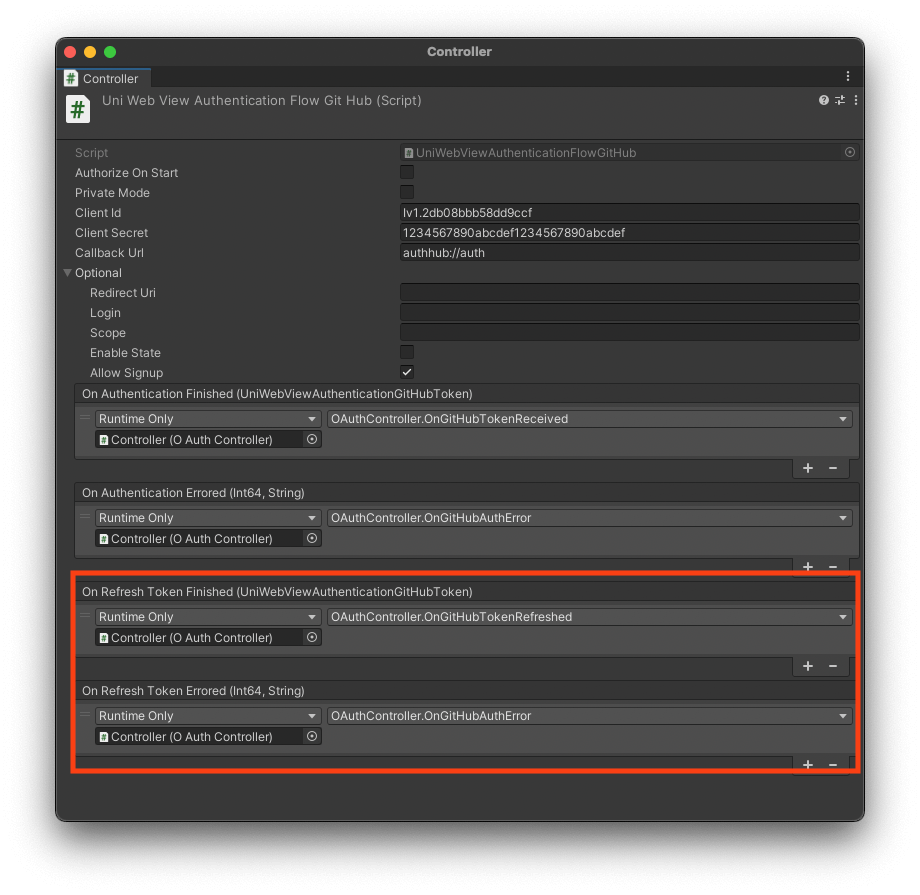 Controller
Controller
Uni Web View Authentication Flow Git Hub (Script)
Script UniWebViewAuthenticationFlowGitHub
Authorize On Start
Private Mode
Client Id Iv1.2db08bbb58dd9ccf
Client Secret 1234567890abcdef1234567890abcdef
Callback Url authhub://auth
Optional
Redirect Uri
Login
Scope
Enable State
Allow Signup
On Authentication Finished (UniWebViewAuthenticationGitHubToken)
Runtime Only OAuthController.OnGitHubTokenReceived
Controller (O Auth Controller)
On Authentication Errored (Int64, String)
Runtime Only OAuthController.OnGitHubAuthError
Controller (O Auth Controller)
On Refresh Token Finished (UniWebViewAuthenticationGitHubToken)
Runtime Only OAuthController.OnGitHubTokenRefreshed
Controller (O Auth Controller)
On Refresh Token Errored (Int64, String)
Runtime Only OAuthController.OnGitHubAuthError
Controller (O Auth Controller)